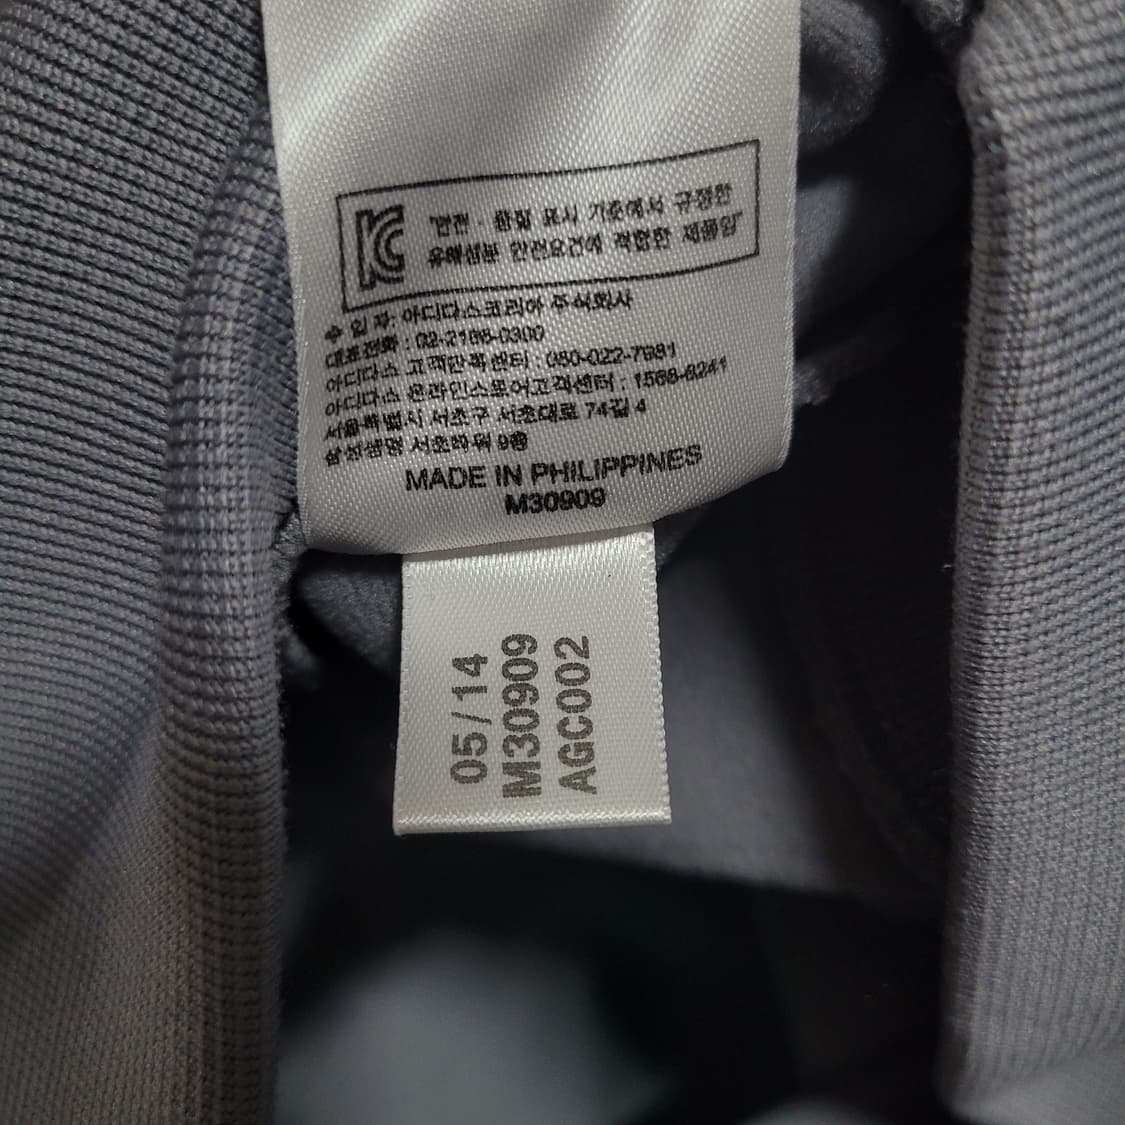 KC
"안전 · 품질 표시 기준에서 규정한
유해성분 안전요건에 적합한 제품임"
수 입 자: 아디다스코리아 주식회사
대표전화 : 02-2186-0300
아디다스 고객만족센터 : 080-022-7981
아디다스 온라인스토어고객센터 : 1588-8241
서울특별시 서초구 서초대로 74길 4
삼성생명 서초타워 9층
MADE IN PHILIPPINES
M30909
05/14
M30909
AGC002